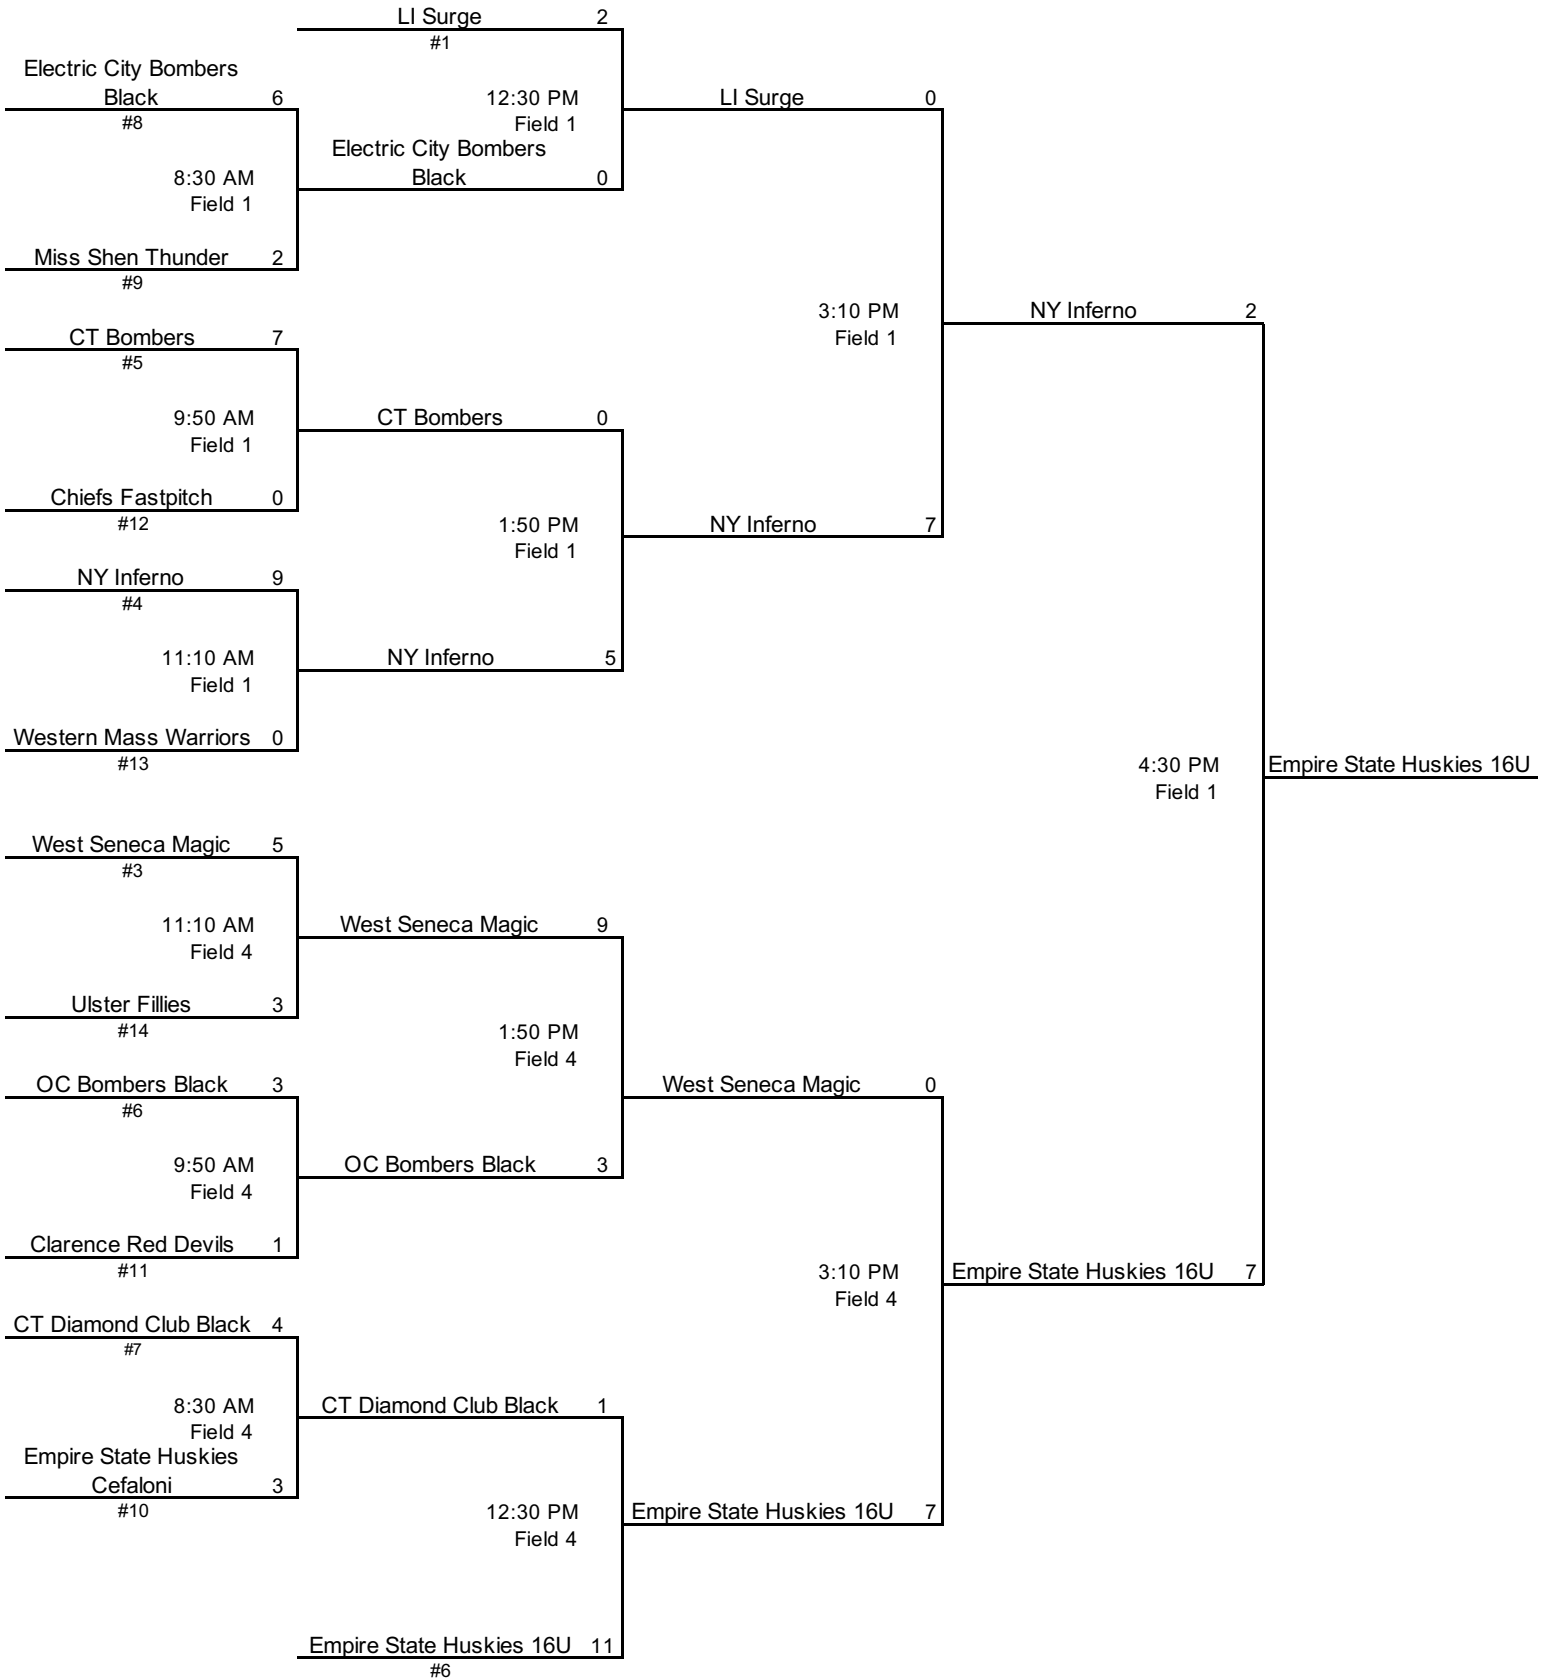 LI Surge 2
#1
Electric City Bombers
Black 6
#8
12:30 PM
Field 1
LI Surge 0
Electric City Bombers
Black 0
8:30 AM
Field 1
Miss Shen Thunder 2
#9
3:10 PM
Field 1
NY Inferno 2
CT Bombers 7
#5
9:50 AM
Field 1
CT Bombers 0
Chiefs Fastpitch 0
#12
1:50 PM
Field 1
NY Inferno 7
NY Inferno 9
#4
11:10 AM
Field 1
NY Inferno 5
Western Mass Warriors 0
#13
4:30 PM
Field 1
Empire State Huskies 16U
West Seneca Magic 5
#3
11:10 AM
Field 4
West Seneca Magic 9
Ulster Fillies 3
#14
1:50 PM
Field 4
OC Bombers Black 3
#6
West Seneca Magic 0
9:50 AM
Field 4
OC Bombers Black 3
Clarence Red Devils 1
#11
3:10 PM
Field 4
Empire State Huskies 16U 7
CT Diamond Club Black 4
#7
8:30 AM
Field 4
CT Diamond Club Black 1
Empire State Huskies
Cefaloni 3
#10
12:30 PM
Field 4
Empire State Huskies 16U 7
Empire State Huskies 16U 11
#6